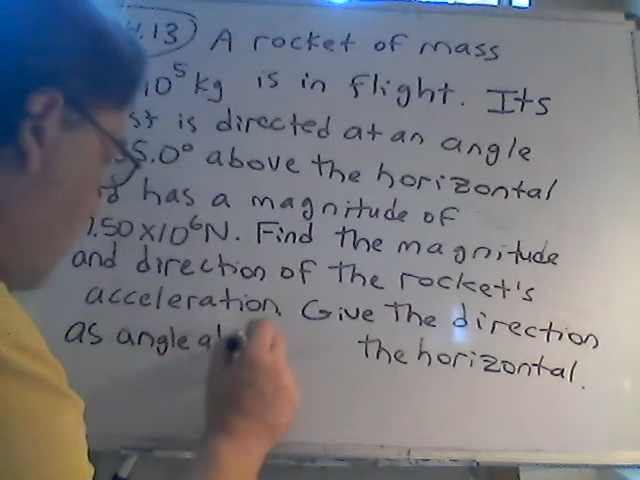 .13) A rocket of mass
10⁵ kg is in flight. Its
st is directed at an angle
5.0° above the horizontal
has a magnitude of
1.50 x 10⁶ N. Find the magnitude
and direction of the rocket's
acceleration. Give the direction
as angle a the horizontal.